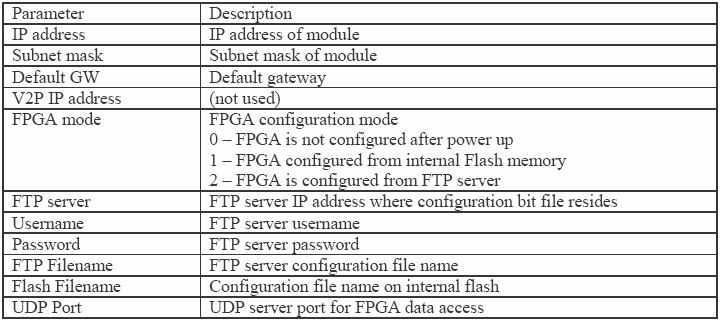 Parameter Description
IP address IP address of module
Subnet mask Subnet mask of module
Default GW Default gateway
V2P IP address (not used)
FPGA mode FPGA configuration mode
0 – FPGA is not configured after power up
1 – FPGA configured from internal Flash memory
2 – FPGA is configured from FTP server
FTP server FTP server IP address where configuration bit file resides
Username FTP server username
Password FTP server password
FTP Filename FTP server configuration file name
Flash Filename Configuration file name on internal flash
UDP Port UDP server port for FPGA data access